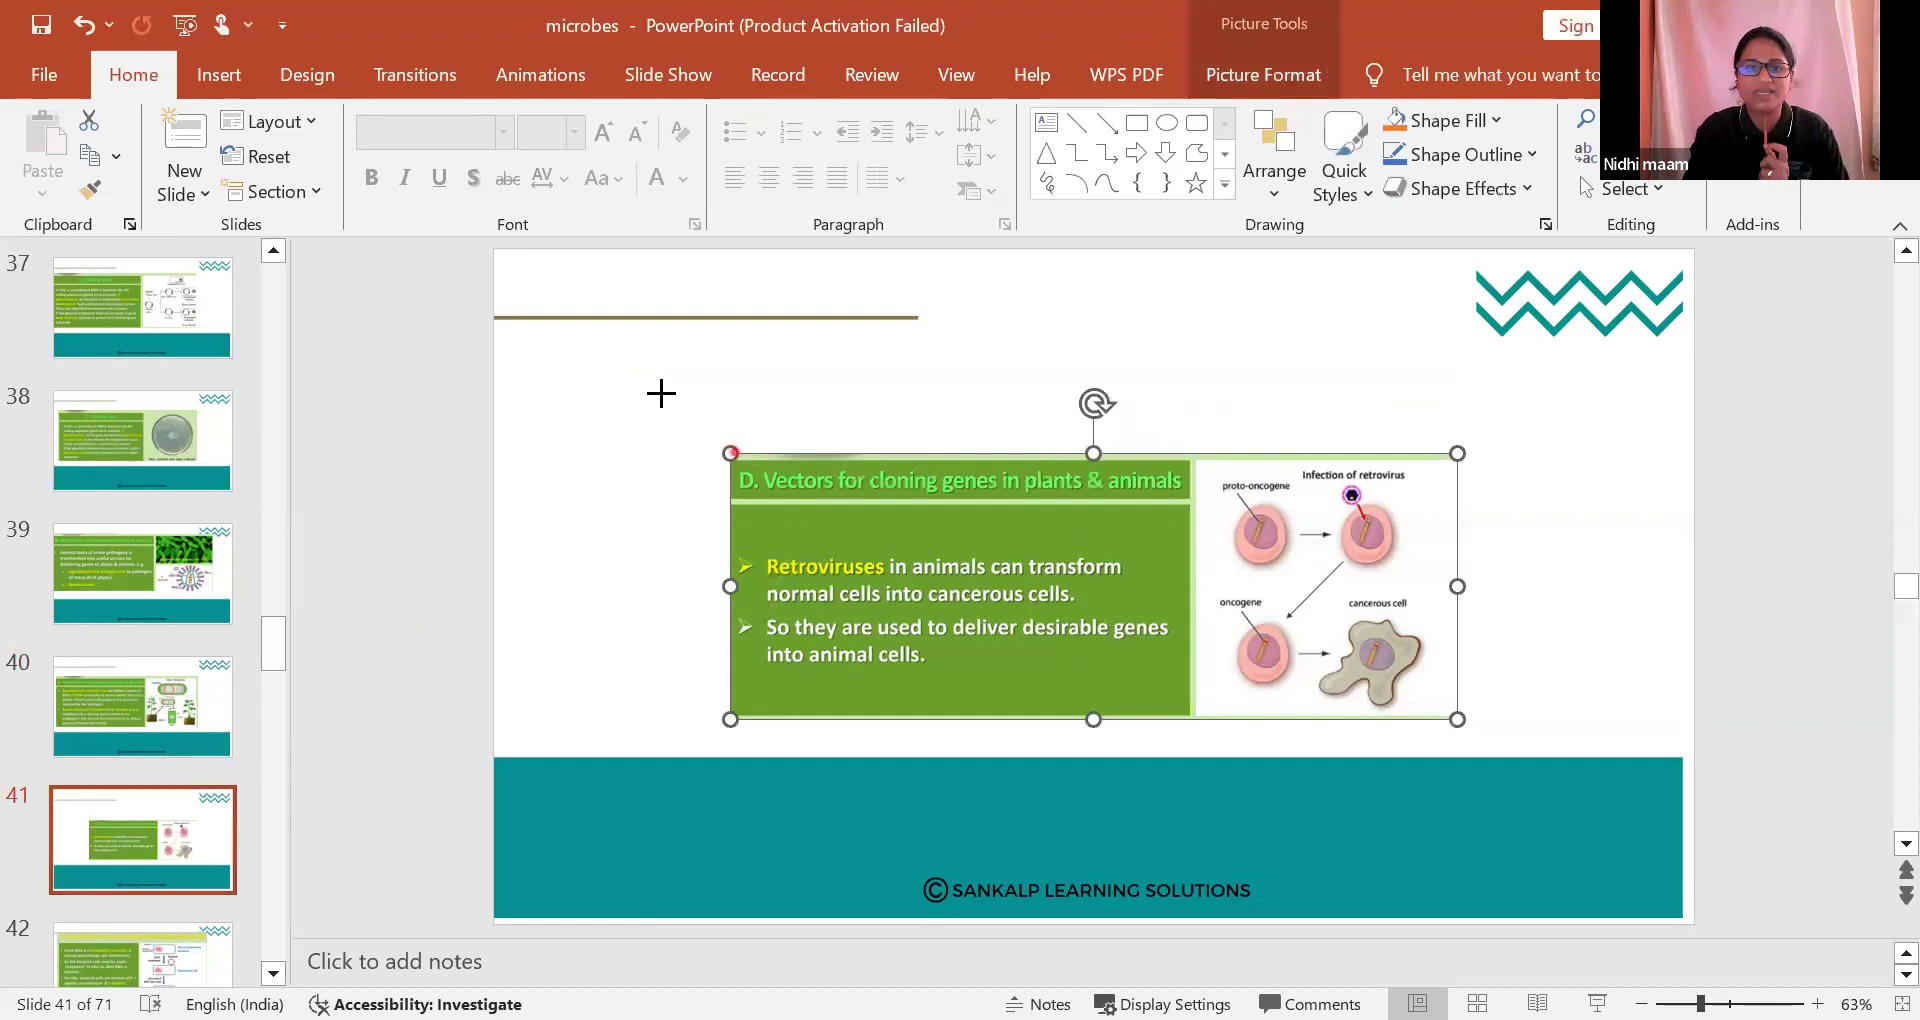 microbes - PowerPoint (Product Activation Failed)
Picture Tools
Sign
File
Home
Insert
Design
Transitions
Animations
Slide Show
Record
Review
View
Help
WPS PDF
Picture Format
Tell me what you want to
Paste
New
Slide
Layout
Reset
Section
B I U S abc AV Aa A
Arrange
Quick
Styles
Shape Fill
Shape Outline
Shape Effects
Select
Nidhi maam
Clipboard
Slides
Font
Paragraph
Drawing
Editing
Add-ins
37
38
39
40
41
42
D. Vectors for cloning genes in plants & animals
Retroviruses in animals can transform
normal cells into cancerous cells.
So they are used to deliver desirable genes
into animal cells.
Infection of retrovirus
proto-oncogene
oncogene
cancerous cell
© SANKALP LEARNING SOLUTIONS
Click to add notes
Slide 41 of 71
English (India)
Accessibility: Investigate
Notes
Display Settings
Comments
63%